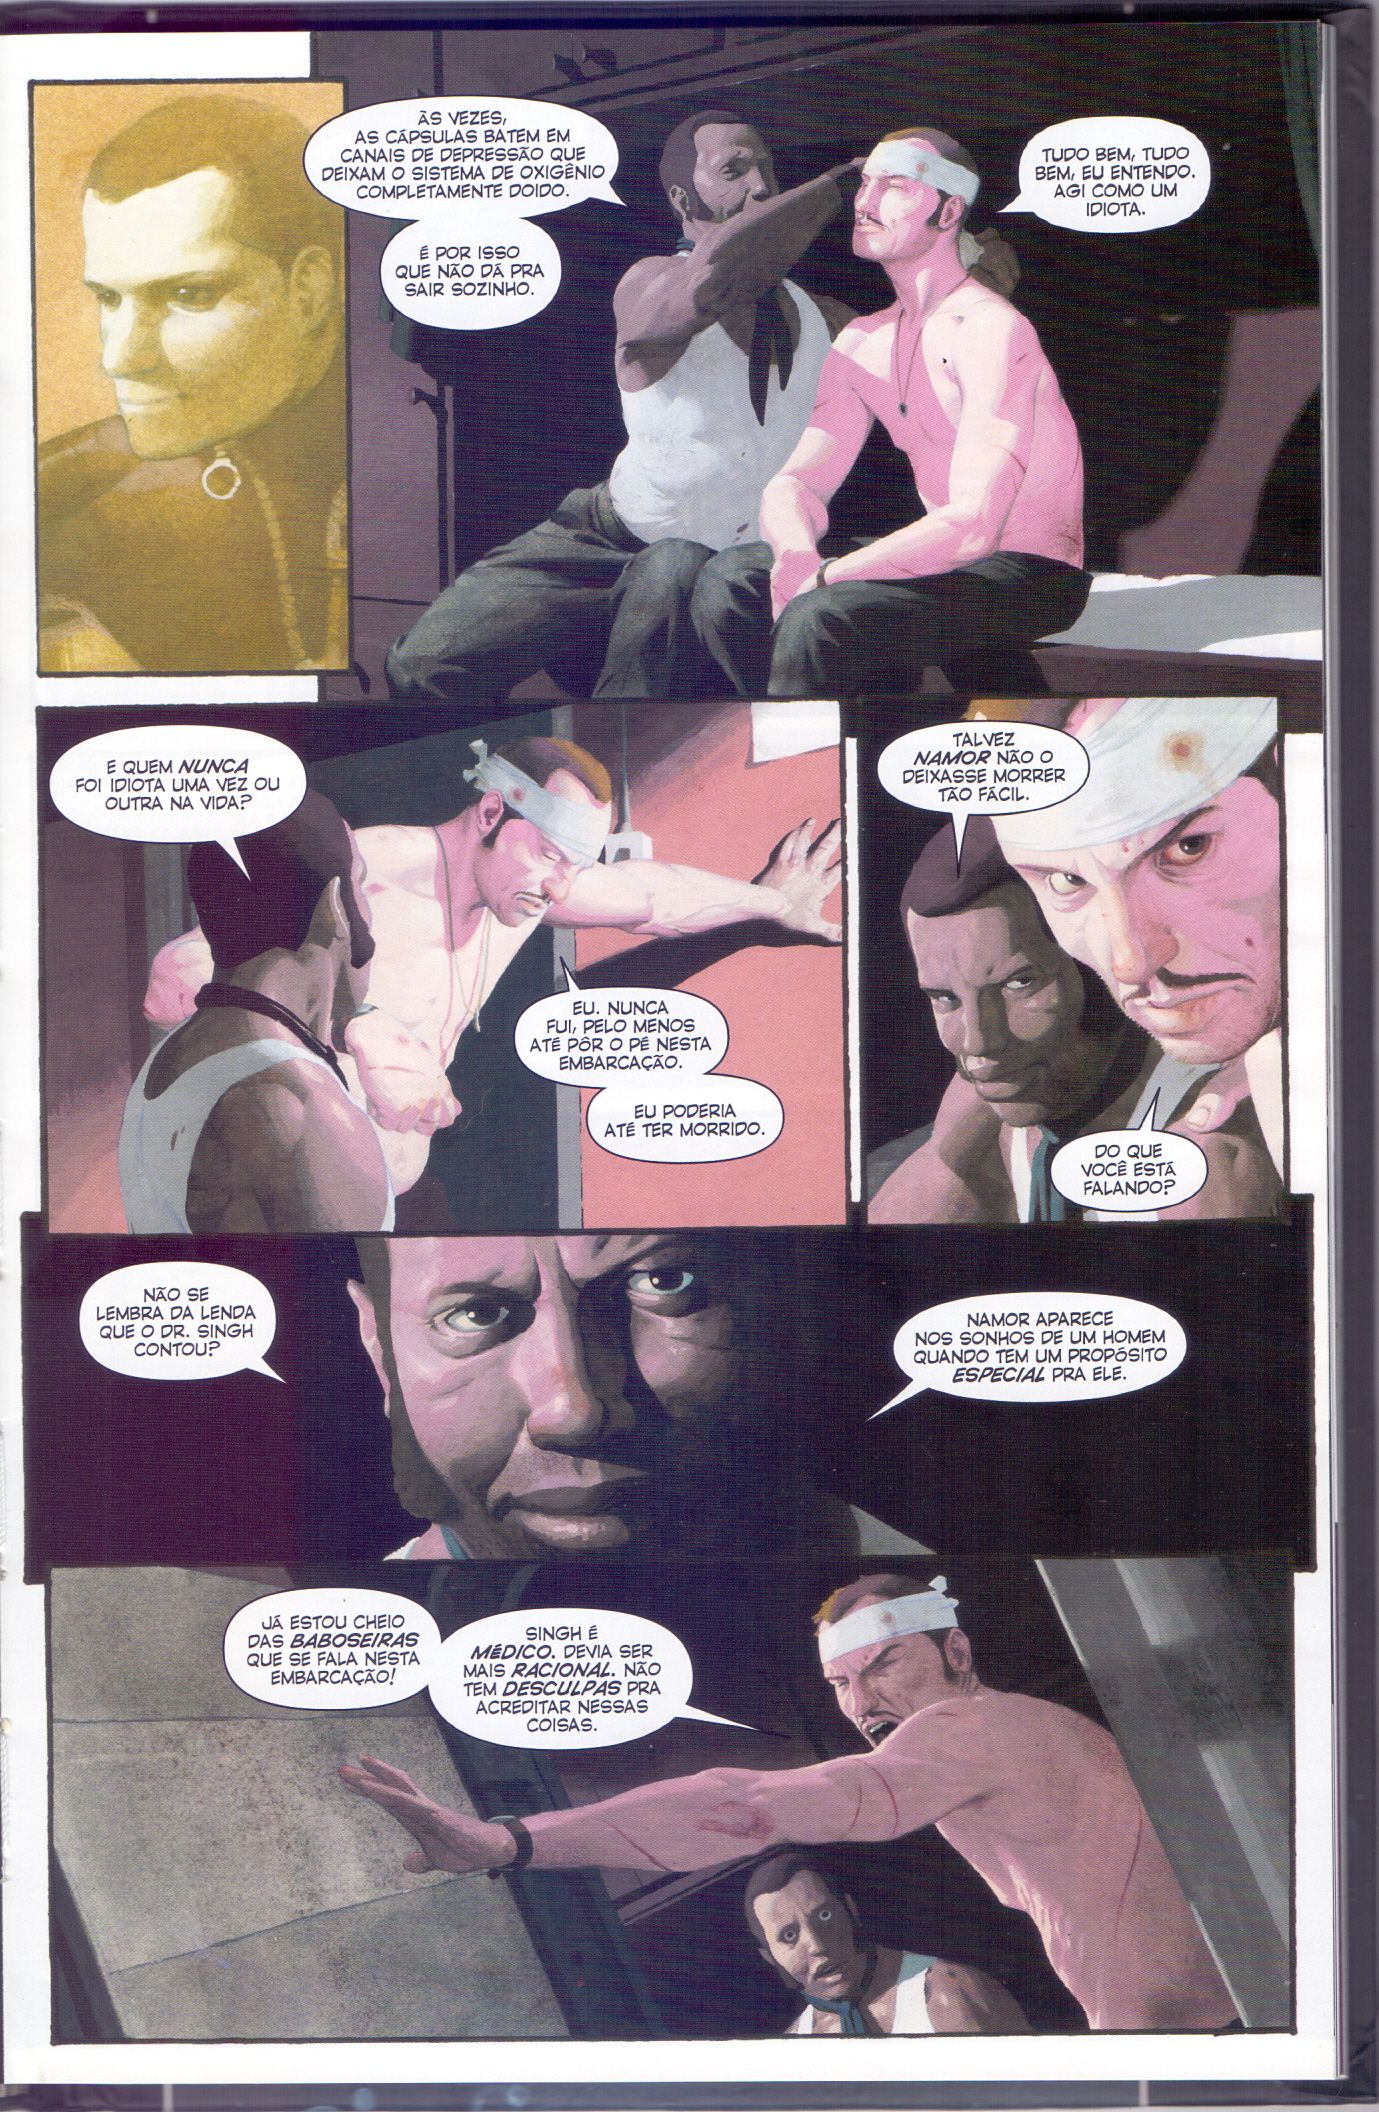 ÀS VEZES,
AS CÁPSULAS BATEM EM
CANAIS DE DEPRESSÃO QUE
DEIXAM O SISTEMA DE OXIGÊNIO
COMPLETAMENTE DOIDO.
É POR ISSO
QUE NÃO DÁ PRA
SAIR SOZINHO.
TUDO BEM, TUDO
BEM, EU ENTENDO.
AGI COMO UM
IDIOTA.
E QUEM NUNCA
FOI IDIOTA UMA VEZ OU
OUTRA NA VIDA?
EU. NUNCA
FUI, PELO MENOS
ATÉ PÔR O PÉ NESTA
EMBARCAÇÃO.
EU PODERIA
ATÉ TER MORRIDO.
TALVEZ
NAMOR NÃO O
DEIXASSE MORRER
TÃO FÁCIL.
DO QUE
VOCÊ ESTÁ
FALANDO?
NÃO SE
LEMBRA DA LENDA
QUE O DR. SINGH
CONTOU?
NAMOR APARECE
NOS SONHOS DE UM HOMEM
QUANDO TEM UM PROPÓSITO
ESPECIAL PRA ELE.
JÁ ESTOU CHEIO
DAS BABOSEIRAS
QUE SE FALA NESTA
EMBARCAÇÃO!
SINGH É
MÉDICO. DEVIA SER
MAIS RACIONAL. NÃO
TEM DESCULPAS PRA
ACREDITAR NESSAS
COISAS.